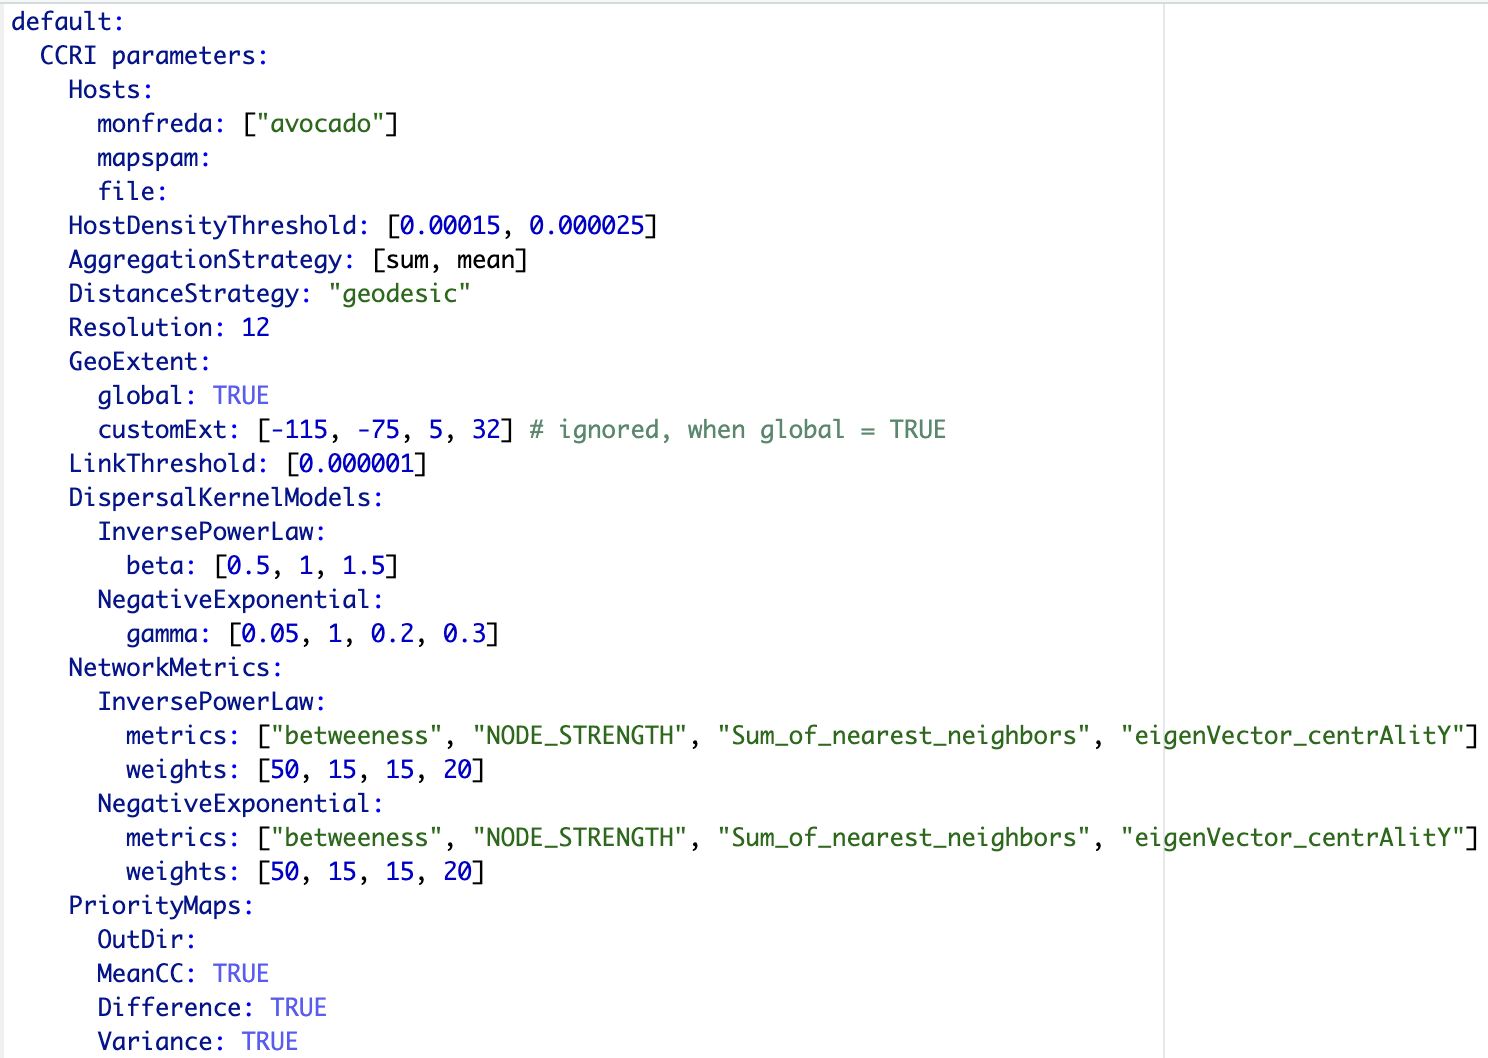 default:
  CCRI parameters:
    Hosts:
      monfreda: ["avocado"]
      mapspam:
      file:
    HostDensityThreshold: [0.00015, 0.000025]
    AggregationStrategy: [sum, mean]
    DistanceStrategy: "geodesic"
    Resolution: 12
    GeoExtent:
      global: TRUE
      customExt: [-115, -75, 5, 32] # ignored, when global = TRUE
    LinkThreshold: [0.000001]
    DispersalKernelModels:
      InversePowerLaw:
        beta: [0.5, 1, 1.5]
      NegativeExponential:
        gamma: [0.05, 1, 0.2, 0.3]
    NetworkMetrics:
      InversePowerLaw:
        metrics: ["betweeness", "NODE_STRENGTH", "Sum_of_nearest_neighbors", "eigenVector_centrAlitY"]
        weights: [50, 15, 15, 20]
      NegativeExponential:
        metrics: ["betweeness", "NODE_STRENGTH", "Sum_of_nearest_neighbors", "eigenVector_centrAlitY"]
        weights: [50, 15, 15, 20]
    PriorityMaps:
      OutDir:
      MeanCC: TRUE
      Difference: TRUE
      Variance: TRUE